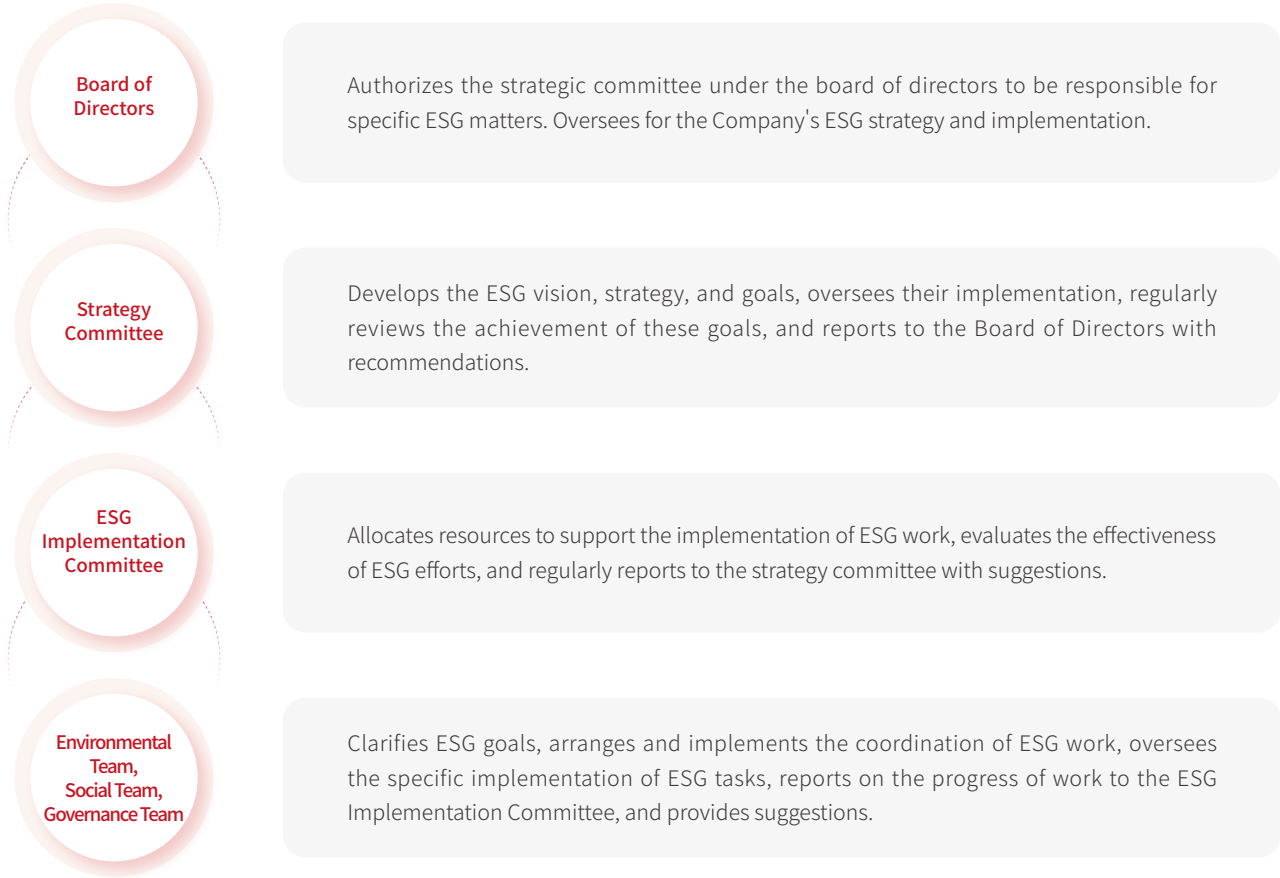 Board of
Directors
Authorizes the strategic committee under the board of directors to be responsible for
specific ESG matters. Oversees for the Company's ESG strategy and implementation.
Strategy
Committee
Develops the ESG vision, strategy, and goals, oversees their implementation, regularly
reviews the achievement of these goals, and reports to the Board of Directors with
recommendations.
ESG
Implementation
Committee
Allocates resources to support the implementation of ESG work, evaluates the effectiveness
of ESG efforts, and regularly reports to the strategy committee with suggestions.
Environmental
Team,
Social Team,
Governance Team
Clarifies ESG goals, arranges and implements the coordination of ESG work, oversees
the specific implementation of ESG tasks, reports on the progress of work to the ESG
Implementation Committee, and provides suggestions.